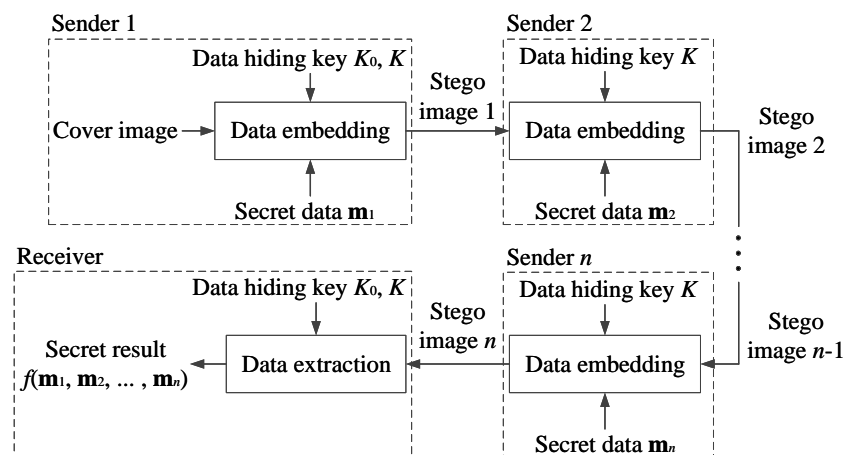 Sender 1
Data hiding key K₀, K
Cover image
Data embedding
Secret data m₁
Stego
image 1
Sender 2
Data hiding key K
Data embedding
Secret data m₂
Stego
image 2
Receiver
Data hiding key K₀, K
Secret result
f(m₁, m₂, ... , mₙ)
Data extraction
Stego
image n
Sender n
Data hiding key K
Data embedding
Secret data mₙ
Stego
image n-1